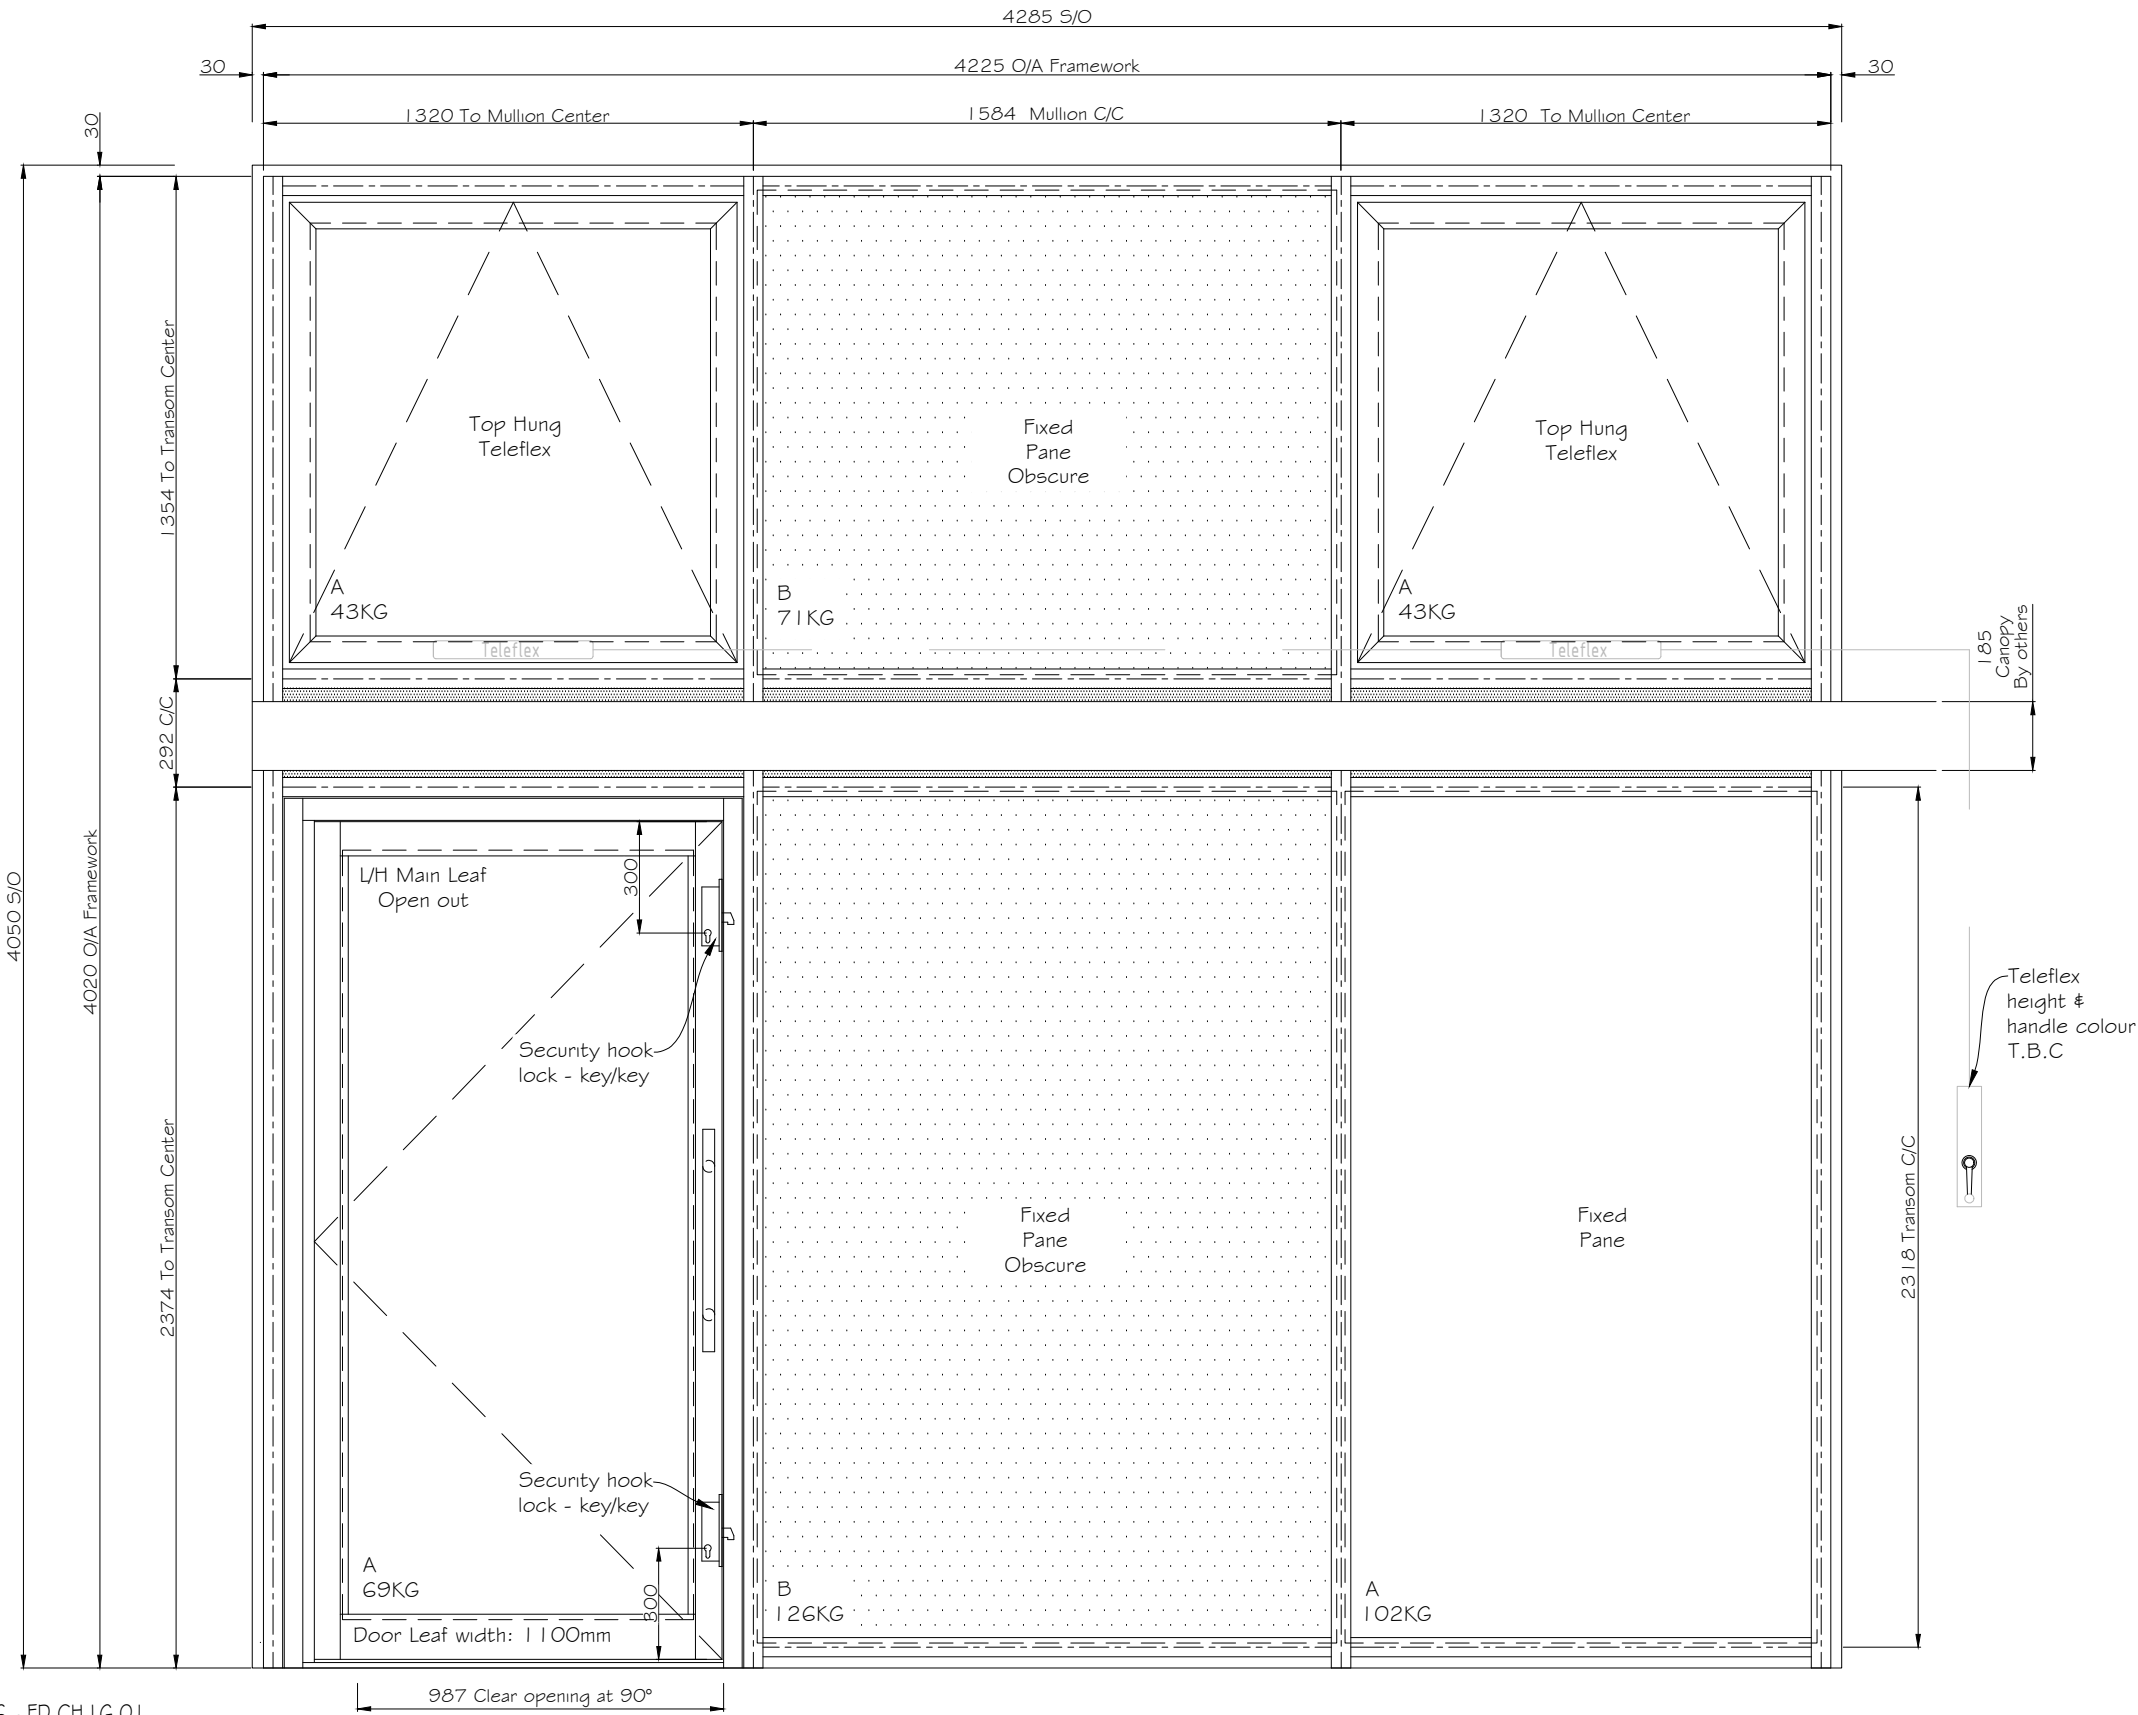 4285 S/O
30
4225 O/A Framework
30
1320 To Mullion Center
1584 Mullion C/C
1320 To Mullion Center
30
1354 To Transom Center
292 C/C
2374 To Transom Center
4020 O/A Framework
4050 S/O
Top Hung
Teleflex
A
43KG
Teleflex
Fixed
Pane
Obscure
B
71KG
Top Hung
Teleflex
A
43KG
Teleflex
185
Canopy
By others
L/H Main Leaf
Open out
300
Security hook
lock - key/key
Security hook
lock - key/key
A
69KG
300
Door Leaf width: 1100mm
987 Clear opening at 90°
Fixed
Pane
Obscure
B
126KG
Fixed
Pane
A
102KG
2318 Transom C/C
Teleflex
height &
handle colour
T.B.C